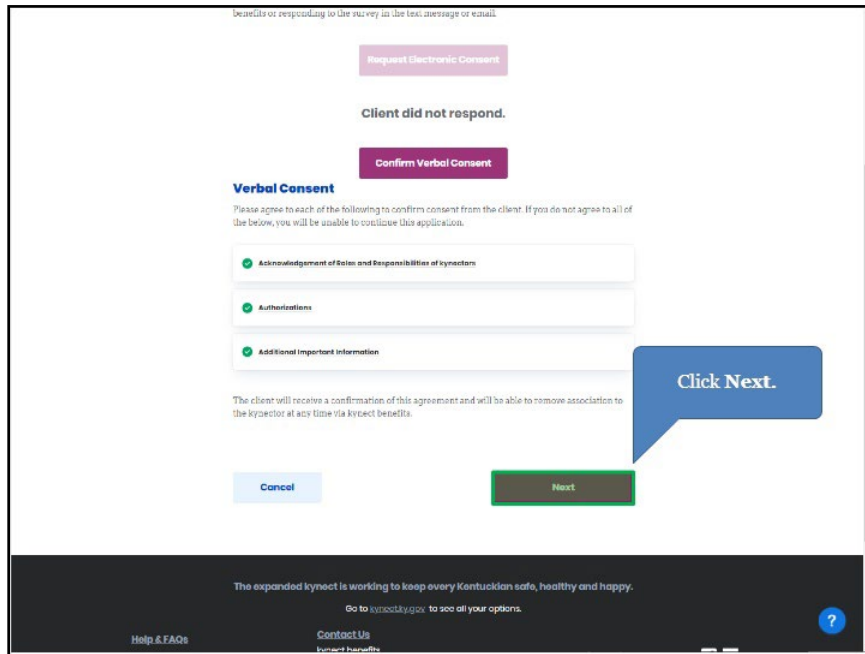 benefits or responding to the survey in the text message or email.
Request Electronic Consent
Client did not respond.
Confirm Verbal Consent
Verbal Consent
Please agree to each of the following to confirm consent from the client. If you do not agree to all of
the below, you will be unable to continue this application.
Acknowledgement of Roles and Responsibilities of kynectors
Authorizations
Additional Important Information
Click Next.
The client will receive a confirmation of this agreement and will be able to remove association to
the kynector at any time via kynect benefits.
Cancel
Next
The expanded kynect is working to keep every Kentuckian safe, healthy and happy.
Go to kynect.ky.gov to see all your options.
?
Help & FAQs
Contact Us
kynect benefits